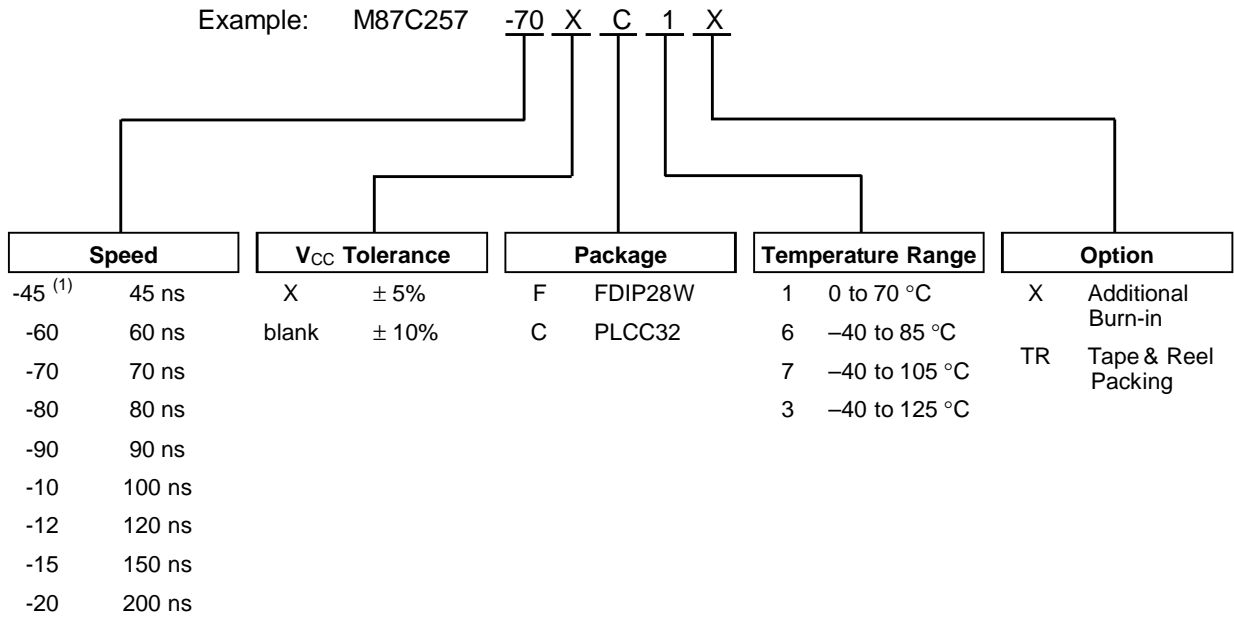 Example: M87C257 -70 X C 1 X
Speed VCC Tolerance Package Temperature Range Option
-45 (1) 45 ns X ± 5% F FDIP28W 1 0 to 70 °C X Additional
Burn-in
-60 60 ns blank ± 10% C PLCC32 6 –40 to 85 °C
TR Tape & Reel
Packing
-70 70 ns 7 –40 to 105 °C
-80 80 ns 3 –40 to 125 °C
-90 90 ns
-10 100 ns
-12 120 ns
-15 150 ns
-20 200 ns